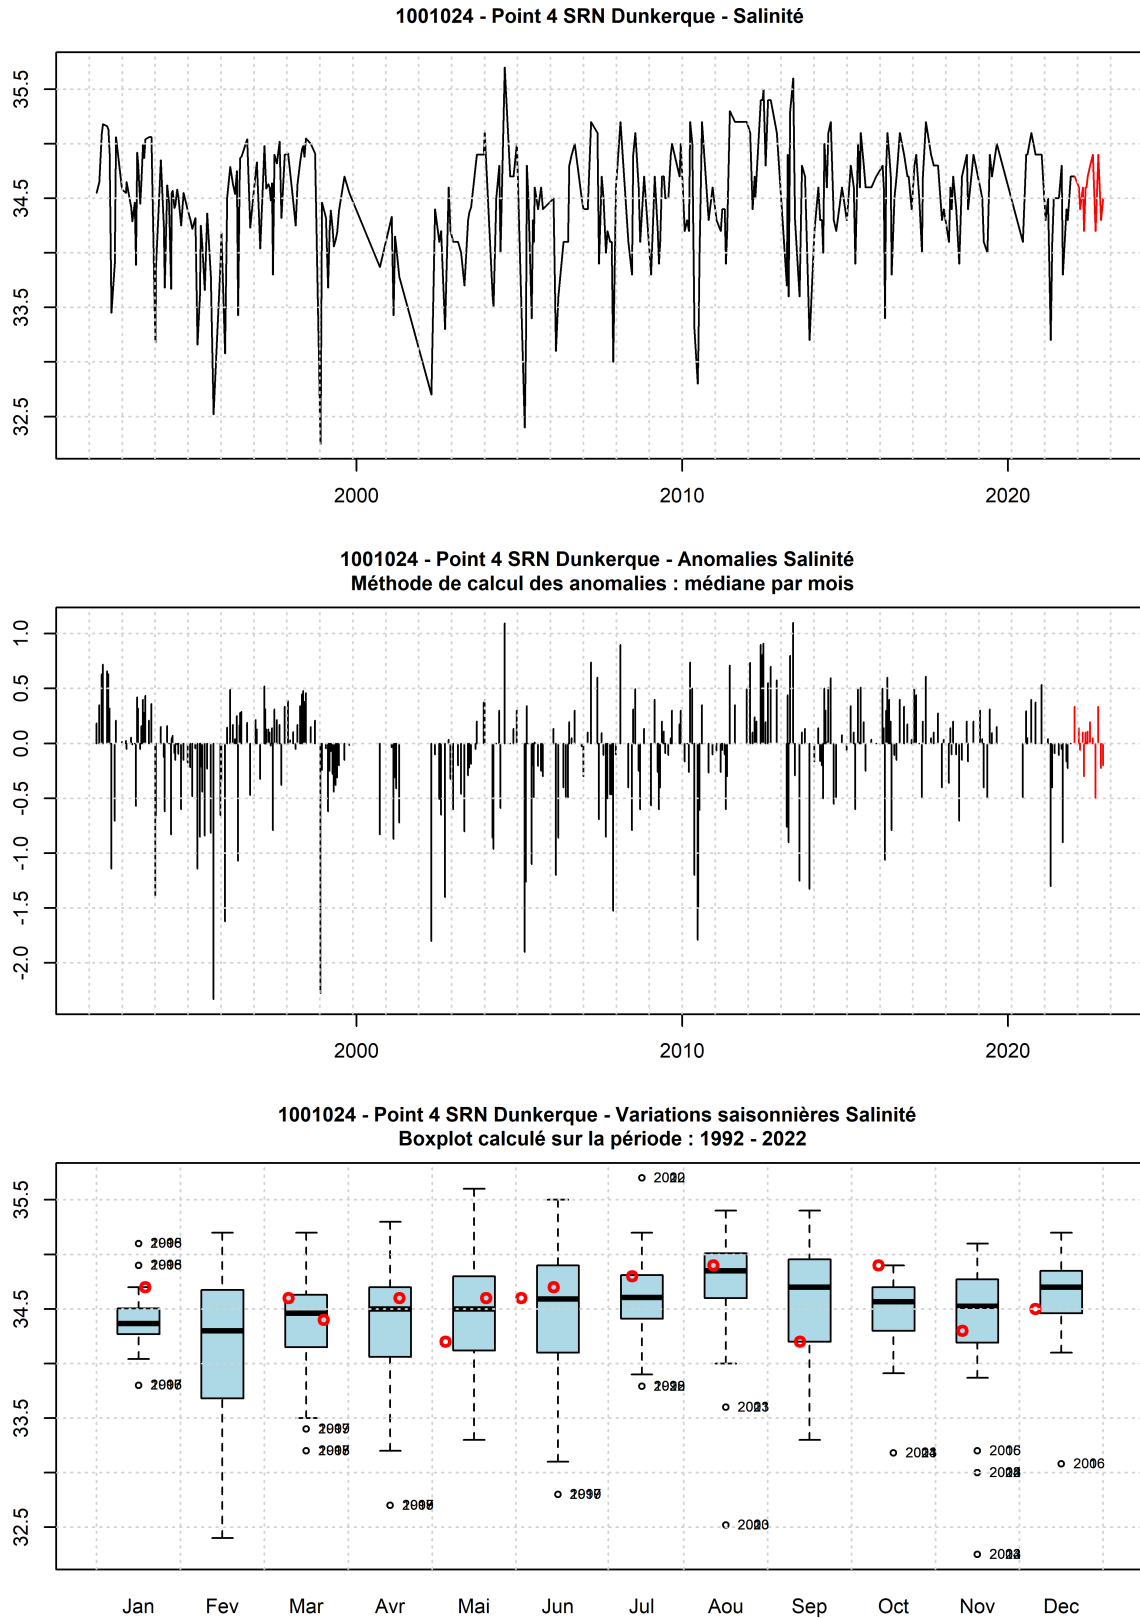 1001024 - Point 4 SRN Dunkerque - Salinité
35.5
34.5
33.5
32.5
2000 2010 2020
1001024 - Point 4 SRN Dunkerque - Anomalies Salinité
Méthode de calcul des anomalies : médiane par mois
1.0
0.5
0.0
-0.5
-1.0
-1.5
-2.0
2000 2010 2020
1001024 - Point 4 SRN Dunkerque - Variations saisonnières Salinité
Boxplot calculé sur la période : 1992 - 2022
35.5
34.5
33.5
32.5
Jan Fev Mar Avr Mai Jun Jul Aou Sep Oct Nov Dec